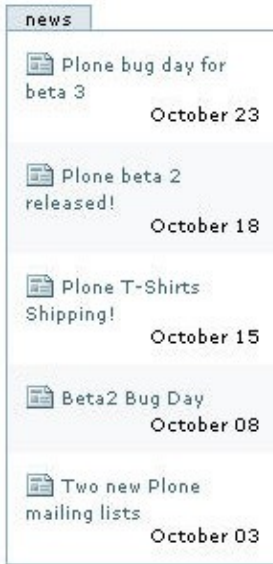 news
Plone bug day for
beta 3
October 23
Plone beta 2
released!
October 18
Plone T-Shirts
Shipping!
October 15
Beta2 Bug Day
October 08
Two new Plone
mailing lists
October 03